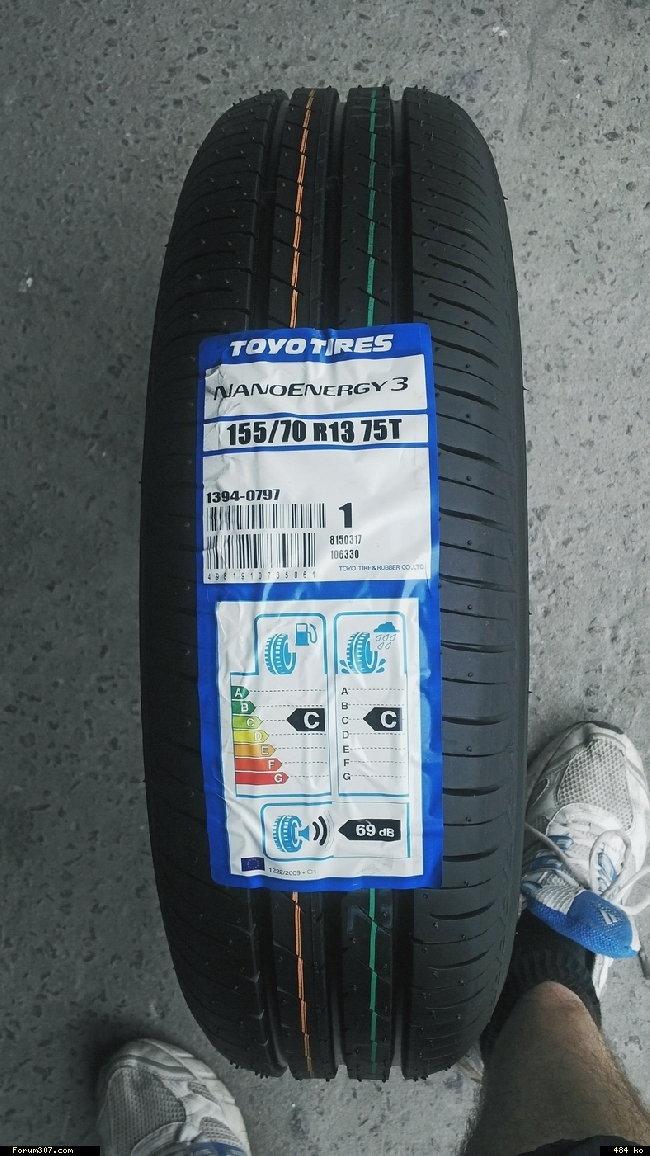 TOYO TIRES
NANOENERGY 3
155/70 R13 75T
1394-0797
1
8150317
106330
TOYO TIRE & RUBBER CO.,LTD.
A
B
C
D
E
F
G
C
A
B
C
D
E
F
G
C
69 dB
Forum307.com
484 ko